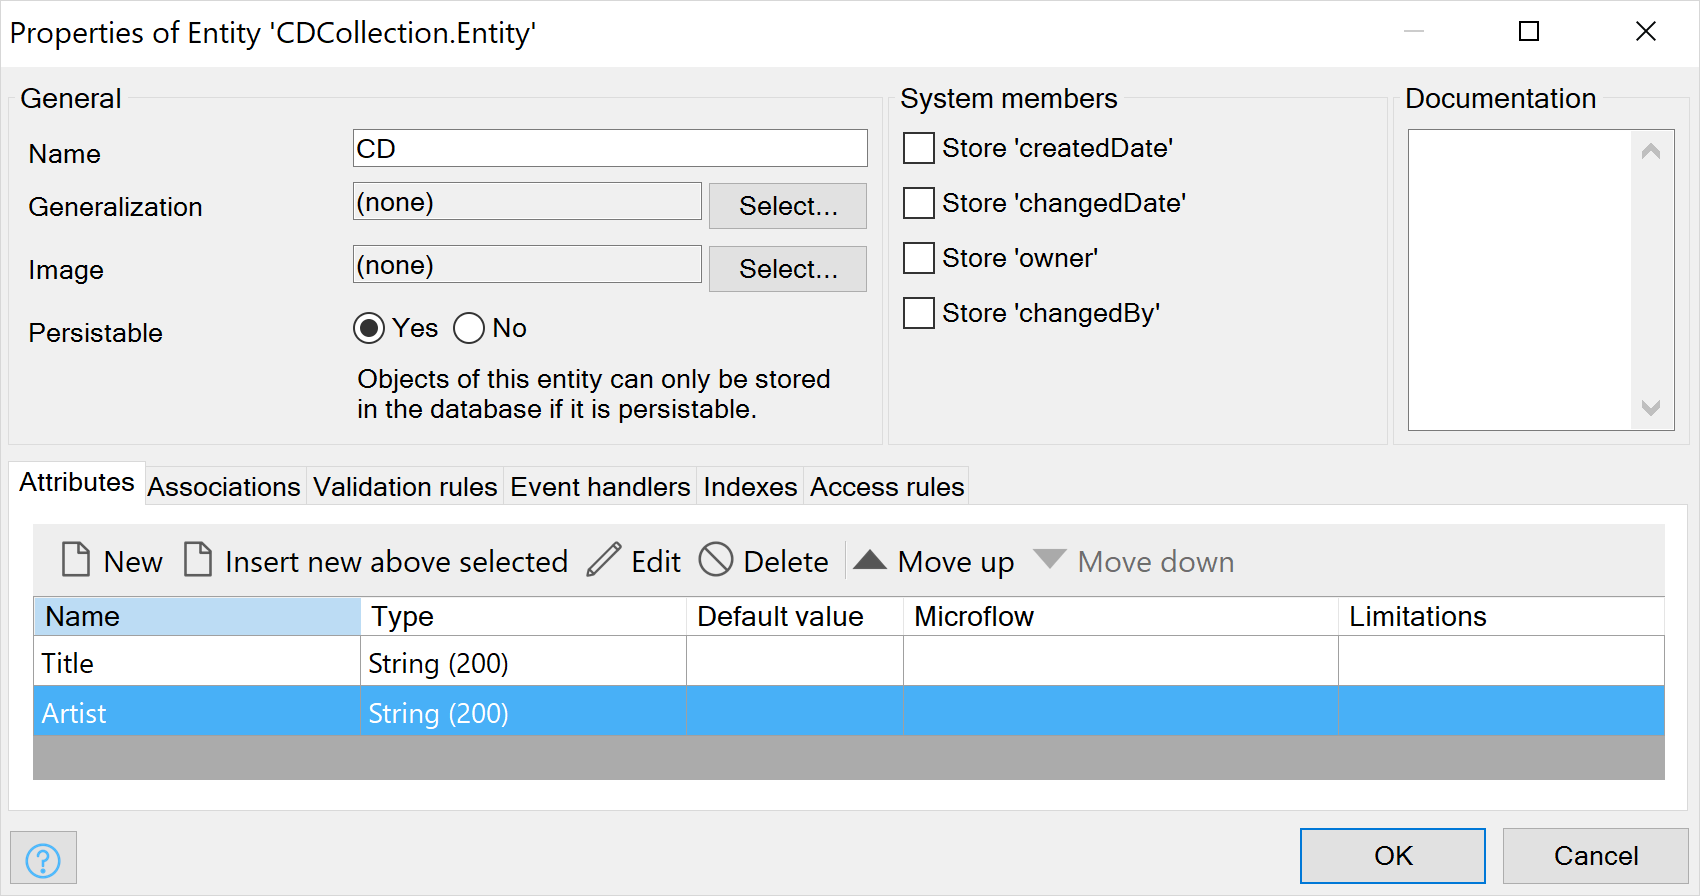 Properties of Entity 'CDCollection.Entity'
General
Name
CD
Generalization
(none)
Select...
Image
(none)
Select...
Persistable
Yes
No
Objects of this entity can only be stored
in the database if it is persistable.
System members
Store 'createdDate'
Store 'changedDate'
Store 'owner'
Store 'changedBy'
Documentation
Attributes Associations Validation rules Event handlers Indexes Access rules
New Insert new above selected Edit Delete Move up Move down
Name Type Default value Microflow Limitations
Title String (200)
Artist String (200)
?
OK
Cancel